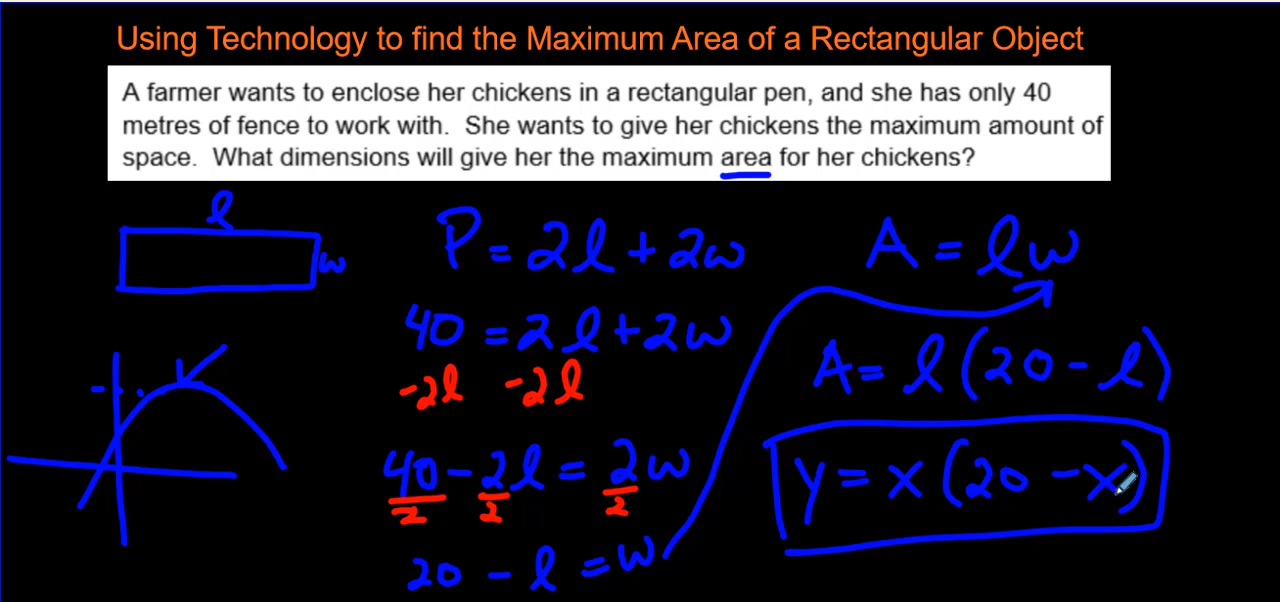 Using Technology to find the Maximum Area of a Rectangular Object
A farmer wants to enclose her chickens in a rectangular pen, and she has only 40
metres of fence to work with. She wants to give her chickens the maximum amount of
space. What dimensions will give her the maximum area for her chickens?
l
w
P = 2l + 2w
40 = 2l + 2w
-2l -2l
40 - 2l = 2w
2 2 2
20 - l = w
A = lw
A = l(20 - l)
y = x(20 - x)